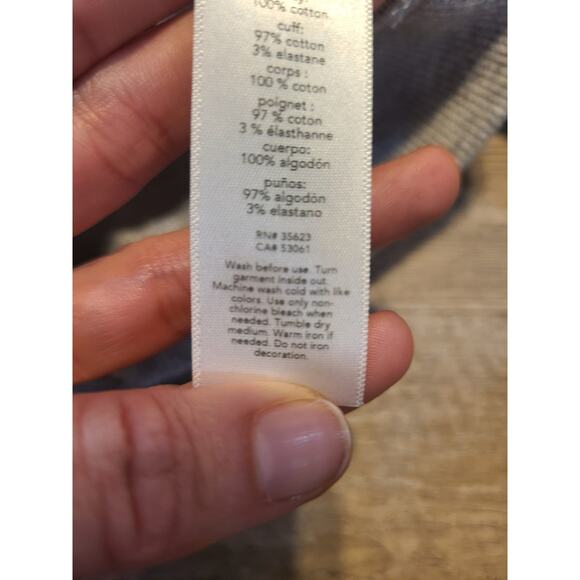 100% cotton
cuff:
97% cotton
3% elastane
corps :
100 % coton
poignet :
97 % coton
3 % élasthanne
cuerpo:
100% algodón
puños:
97% algodón
3% elastano
RN# 35623
CA# 53061
Wash before use. Turn
garment inside out.
Machine wash cold with like
colors. Use only non-
chlorine bleach when
needed. Tumble dry
medium. Warm iron if
needed. Do not iron
decoration.